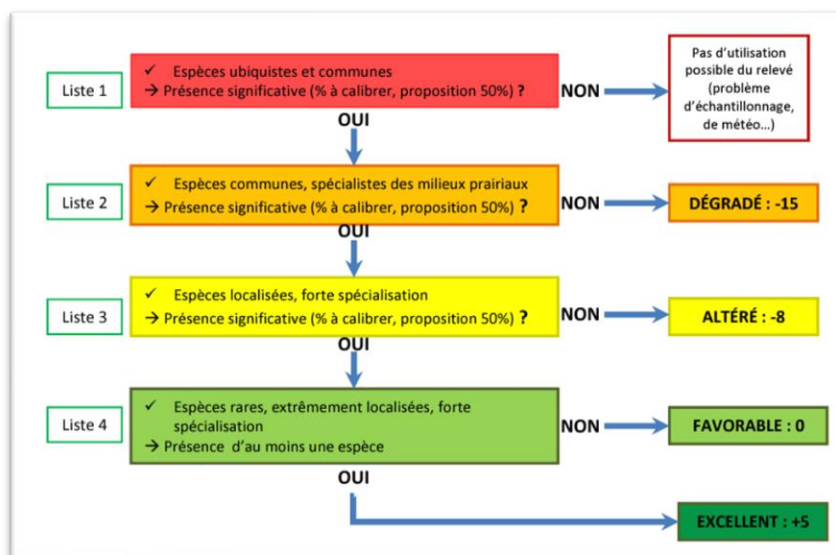 Liste 1
✓ Espèces ubiquistes et communes
→ Présence significative (% à calibrer, proposition 50%) ?
NON
Pas d’utilisation
possible du relevé
(problème
d’échantillonnage,
de météo…)
OUI
Liste 2
✓ Espèces communes, spécialistes des milieux prairiaux
→ Présence significative (% à calibrer, proposition 50%) ?
NON
DÉGRADÉ : -15
OUI
Liste 3
✓ Espèces localisées, forte spécialisation
→ Présence significative (% à calibrer, proposition 50%) ?
NON
ALTÉRÉ : -8
OUI
Liste 4
✓ Espèces rares, extrêmement localisées, forte
spécialisation
→ Présence d’au moins une espèce
NON
FAVORABLE : 0
OUI
EXCELLENT : +5